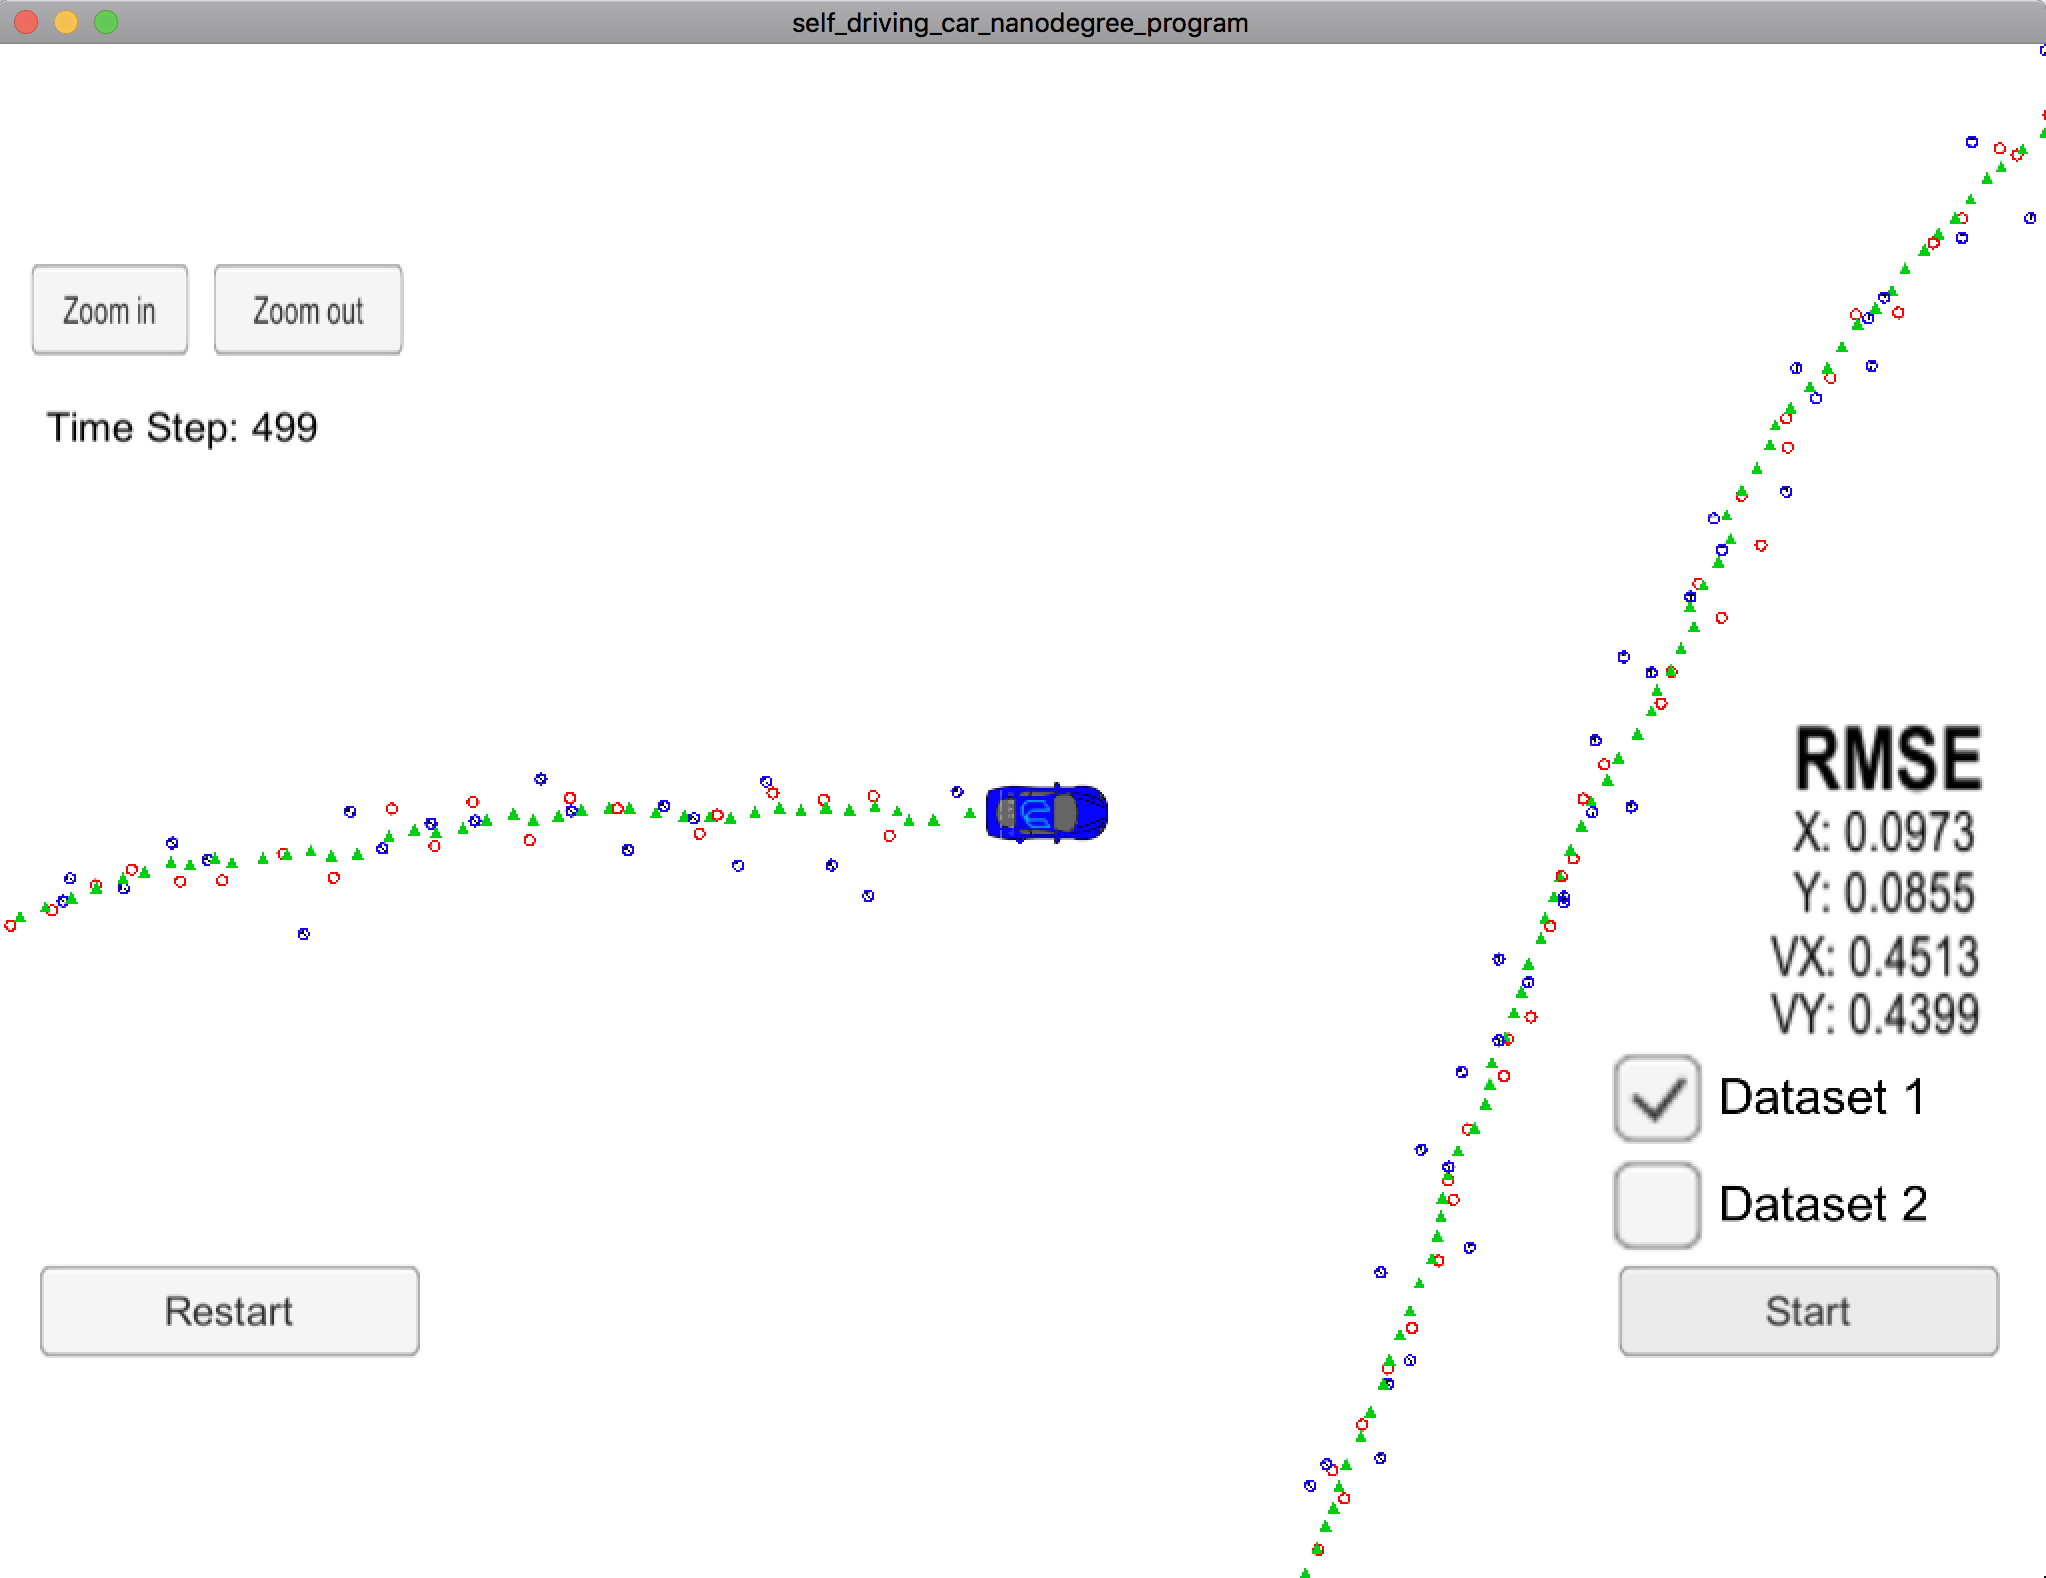 self_driving_car_nanodegree_program
Zoom in
Zoom out
Time Step: 499
RMSE
X: 0.0973
Y: 0.0855
VX: 0.4513
VY: 0.4399
Dataset 1
Dataset 2
Restart
Start